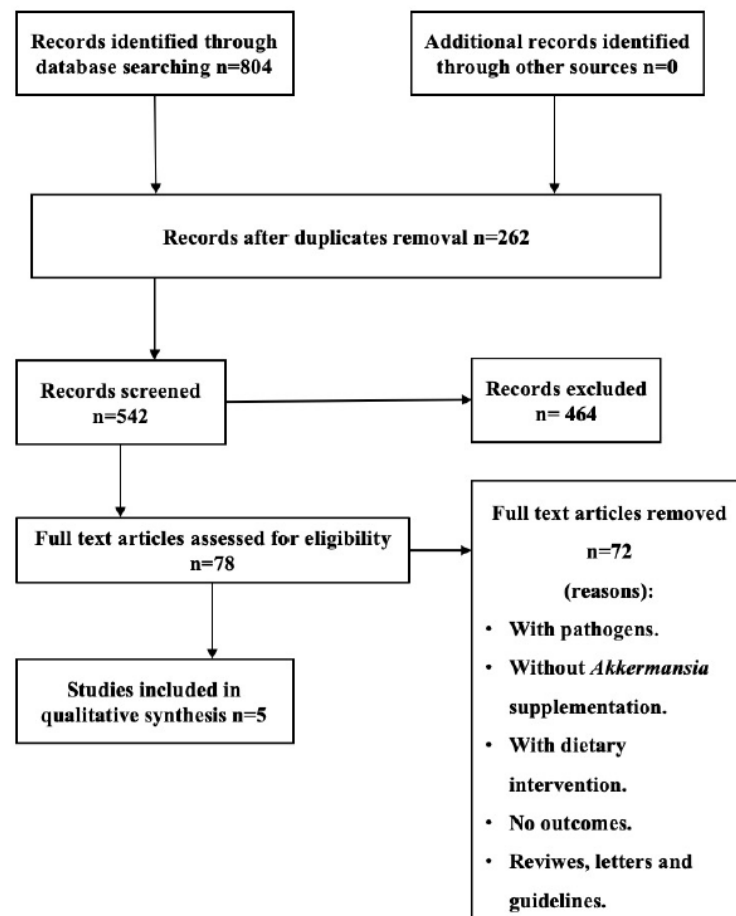 Records identified through
database searching n=804
Additional records identified
through other sources n=0
Records after duplicates removal n=262
Records screened
n=542
Records excluded
n= 464
Full text articles assessed for eligibility
n=78
Full text articles removed
n=72
(reasons):
• With pathogens.
• Without Akkermansia
supplementation.
• With dietary
intervention.
• No outcomes.
• Reviwes, letters and
guidelines.
Studies included in
qualitative synthesis n=5